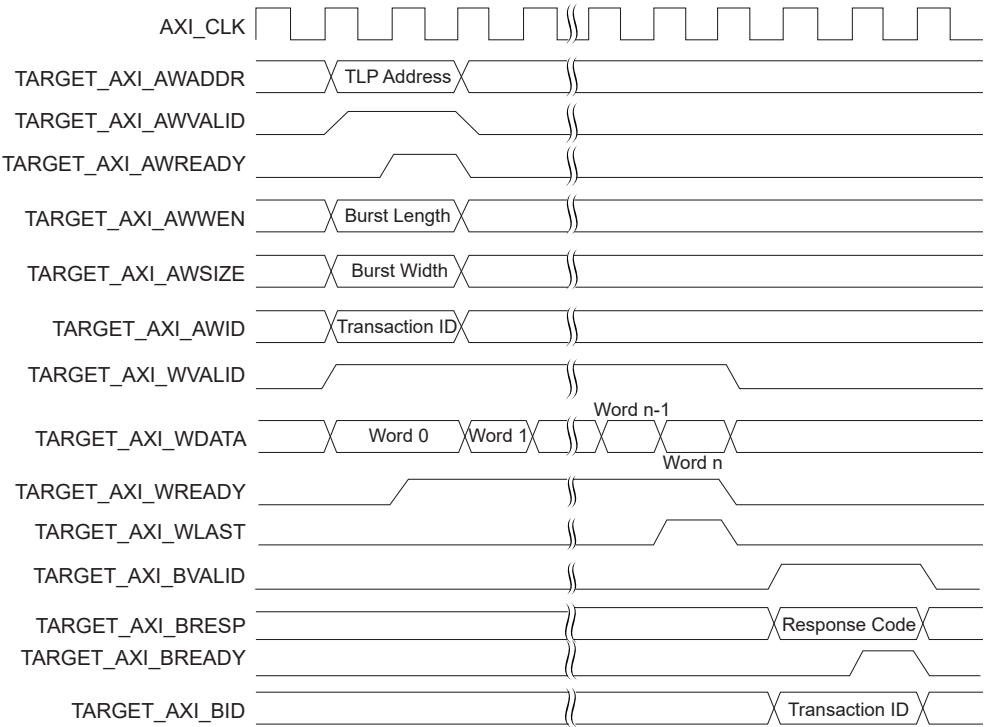 AXI_CLK
TARGET_AXI_AWADDR TLP Address
TARGET_AXI_AWVALID
TARGET_AXI_AWREADY
TARGET_AXI_AWWEN Burst Length
TARGET_AXI_AWSIZE Burst Width
TARGET_AXI_AWID Transaction ID
TARGET_AXI_WVALID
Word n-1
TARGET_AXI_WDATA Word 0 Word 1
Word n
TARGET_AXI_WREADY
TARGET_AXI_WLAST
TARGET_AXI_BVALID
TARGET_AXI_BRESP Response Code
TARGET_AXI_BREADY
TARGET_AXI_BID Transaction ID